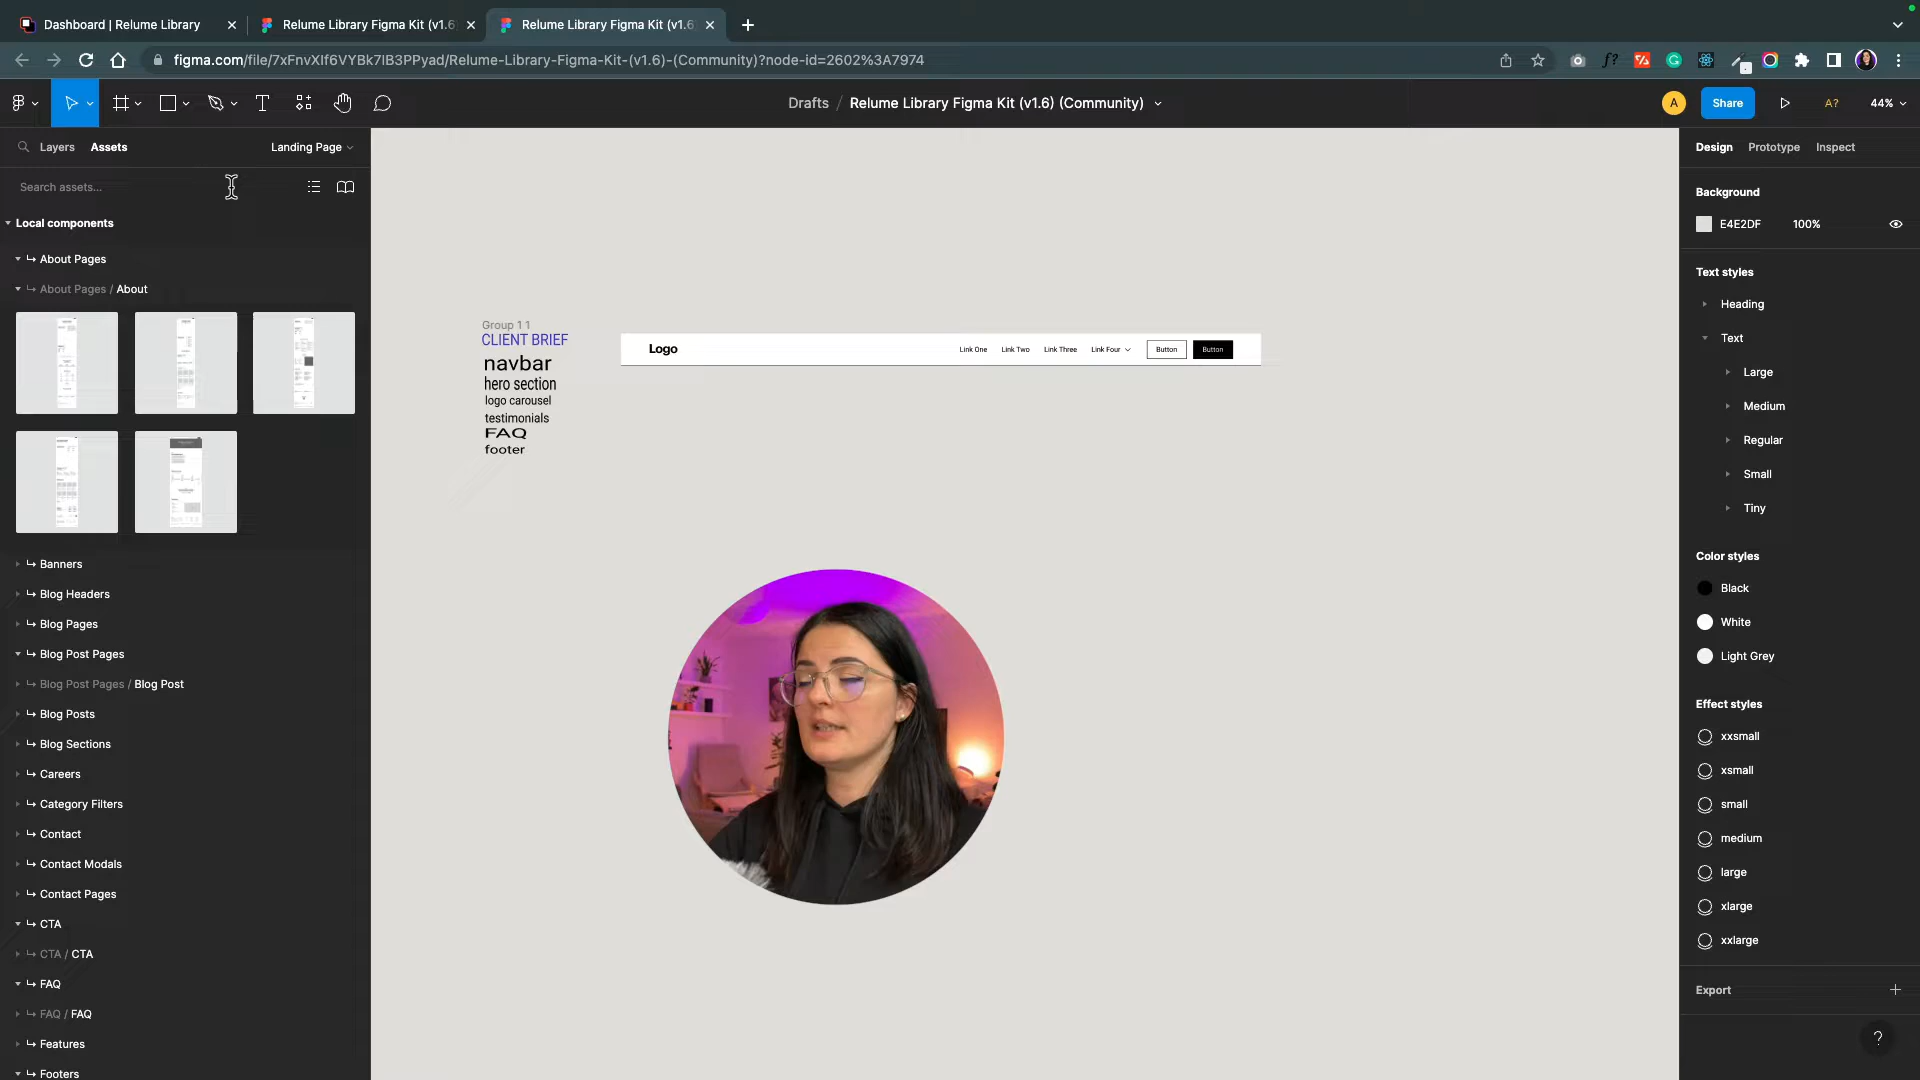 Dashboard | Relume Library
Relume Library Figma Kit (v1.6
Relume Library Figma Kit (v1.6
figma.com/file/7xFnvXIf6VYBk7IB3PPyad/Relume-Library-Figma-Kit-(v1.6)-(Community)?node-id=2602%3A7974
Drafts / Relume Library Figma Kit (v1.6) (Community)
A
Share
A?
44%
Layers
Assets
Landing Page
Search assets...
Local components
About Pages
About Pages / About
Banners
Blog Headers
Blog Pages
Blog Post Pages
Blog Post Pages / Blog Post
Blog Posts
Blog Sections
Careers
Category Filters
Contact
Contact Modals
Contact Pages
CTA
CTA / CTA
FAQ
FAQ / FAQ
Features
Footers
Group 1 1
CLIENT BRIEF
navbar
hero section
logo carousel
testimonials
FAQ
footer
Logo
Link One
Link Two
Link Three
Link Four
Button
Button
Design
Prototype
Inspect
Background
E4E2DF
100%
Text styles
Heading
Text
Large
Medium
Regular
Small
Tiny
Color styles
Black
White
Light Grey
Effect styles
xxsmall
xsmall
small
medium
large
xlarge
xxlarge
Export
?